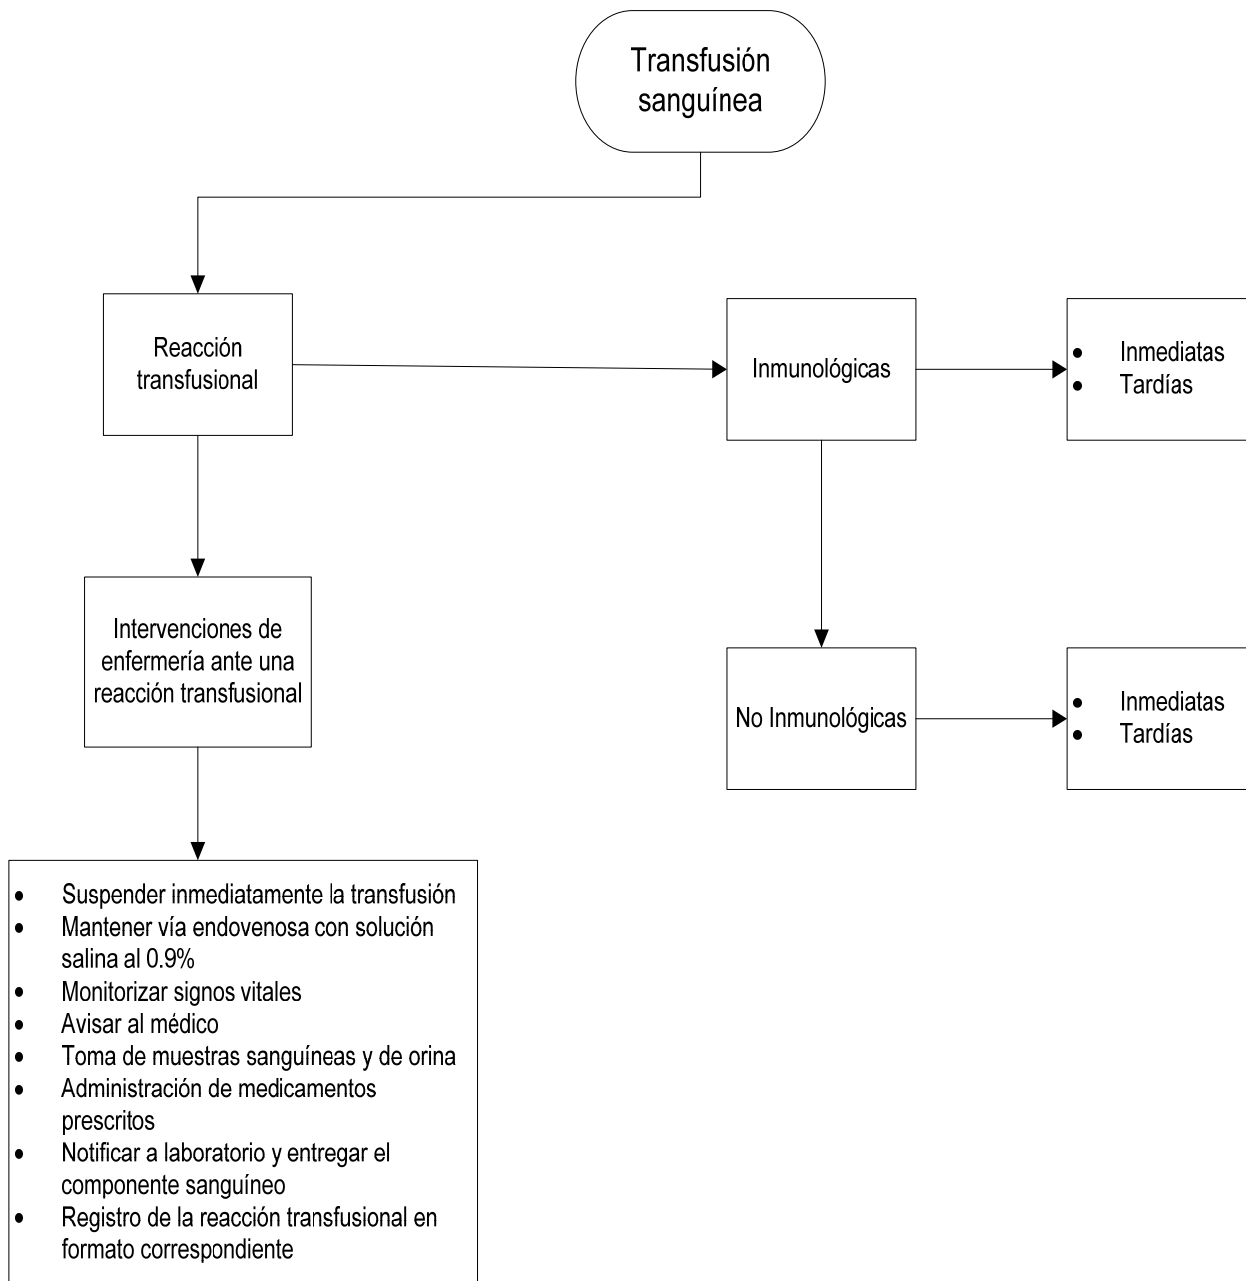 Transfusión
sanguínea
Reacción
transfusional
Inmunológicas
• Inmediatas
• Tardías
Intervenciones de
enfermería ante una
reacción transfusional
No Inmunológicas
• Inmediatas
• Tardías
• Suspender inmediatamente la transfusión
• Mantener vía endovenosa con solución
salina al 0.9%
• Monitorizar signos vitales
• Avisar al médico
• Toma de muestras sanguíneas y de orina
• Administración de medicamentos
prescritos
• Notificar a laboratorio y entregar el
componente sanguíneo
• Registro de la reacción transfusional en
formato correspondiente